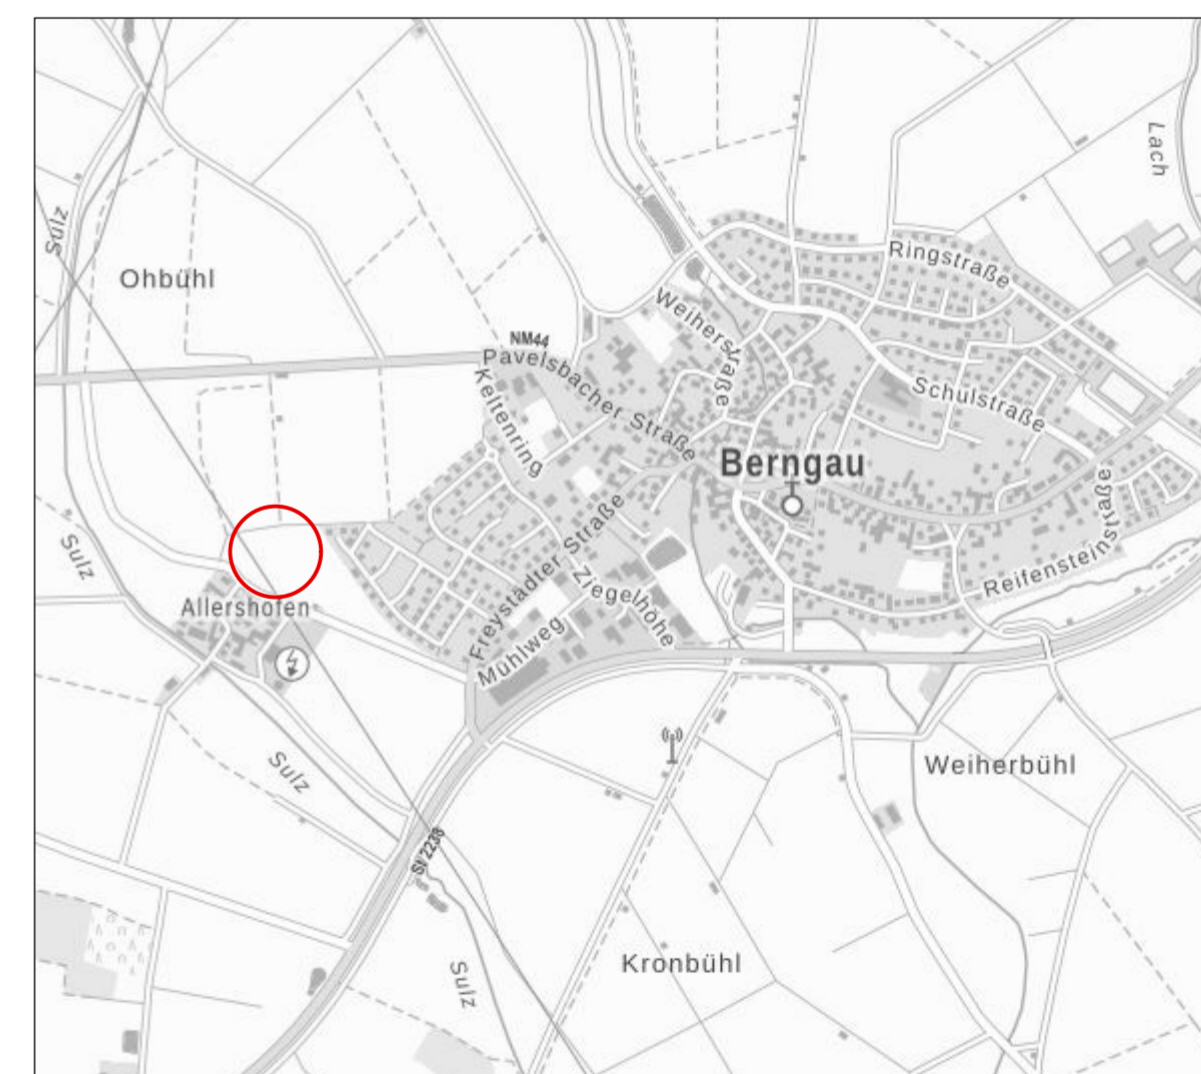 Lach
Sulz
Ringstraße
Ohbühl
Weiherstraße
NM44
Pavelsbacher Straße
Keltenring
Schulstraße
Berngau
Sulz
Freystädter Straße
Reifensteinstraße
Ziegelhöhe
Allershofen
Mühlweg
Sulz
Weiherbühl
St 2238
Kronbühl
Sulz